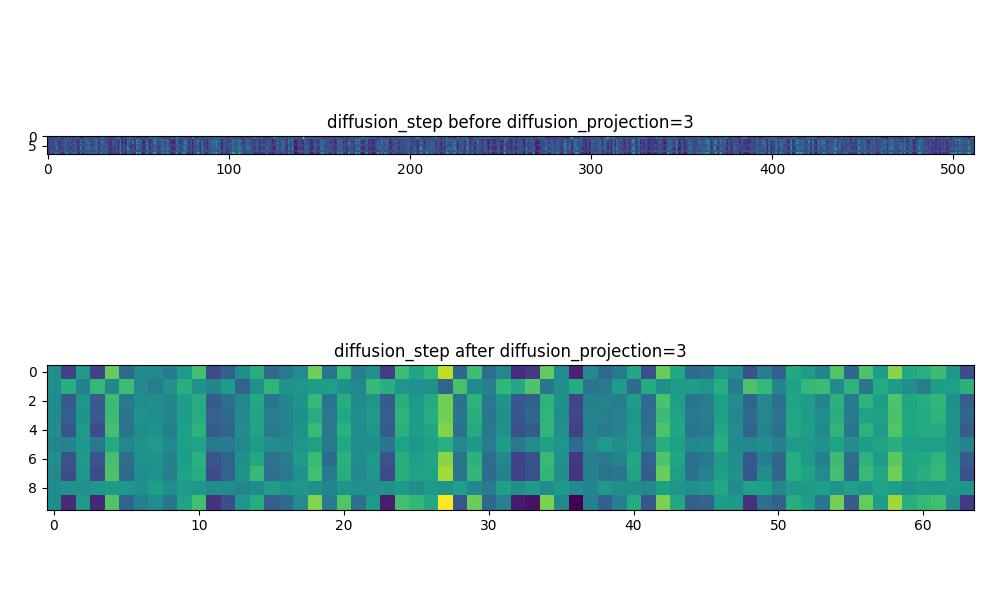 diffusion_step before diffusion_projection=3
0
5
0 100 200 300 400 500
diffusion_step after diffusion_projection=3
0
2
4
6
8
0 10 20 30 40 50 60